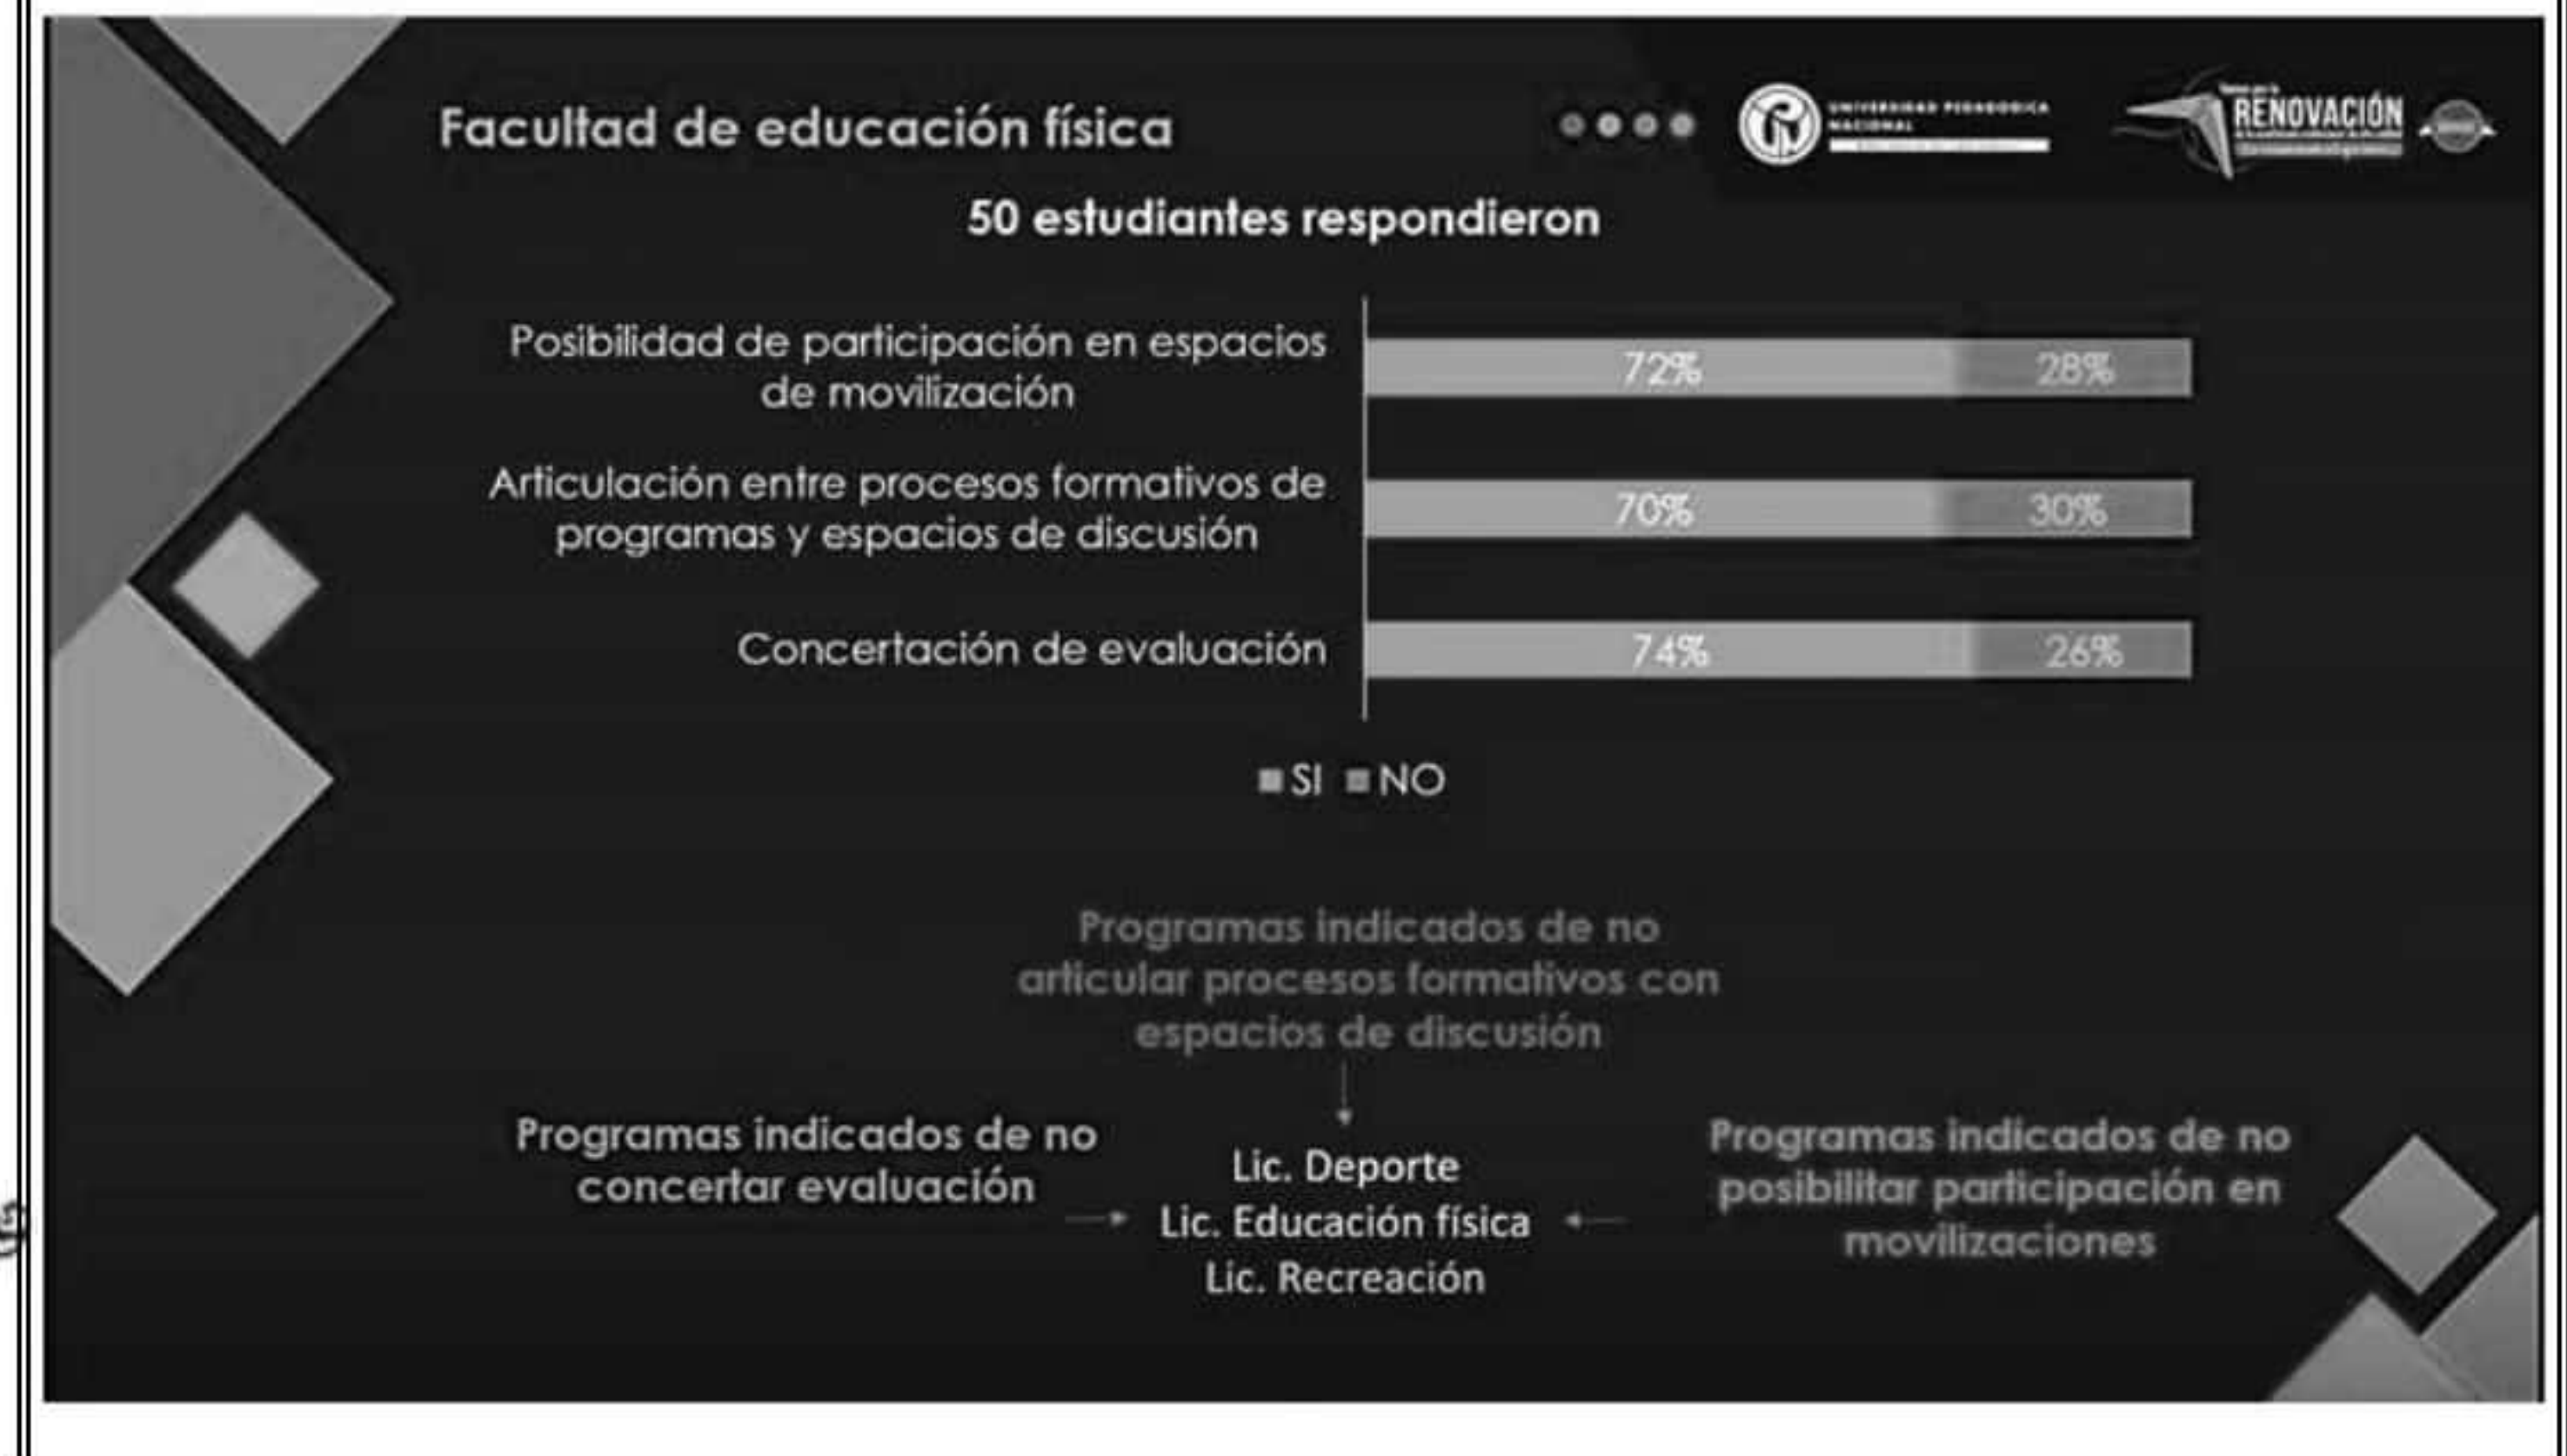 Facultad de educación física
UNIVERSIDAD PEDAGOGICA
NACIONAL
RENOVACIÓN
50 estudiantes respondieron
Posibilidad de participación en espacios
de movilización
72% 28%
Articulación entre procesos formativos de
programas y espacios de discusión
70% 30%
Concertación de evaluación
74% 26%
SI NO
Programas indicados de no
articular procesos formativos con
espacios de discusión
Programas indicados de no
concertar evaluación
Lic. Deporte
Lic. Educación física
Lic. Recreación
Programas indicados de no
posibilitar participación en
movilizaciones